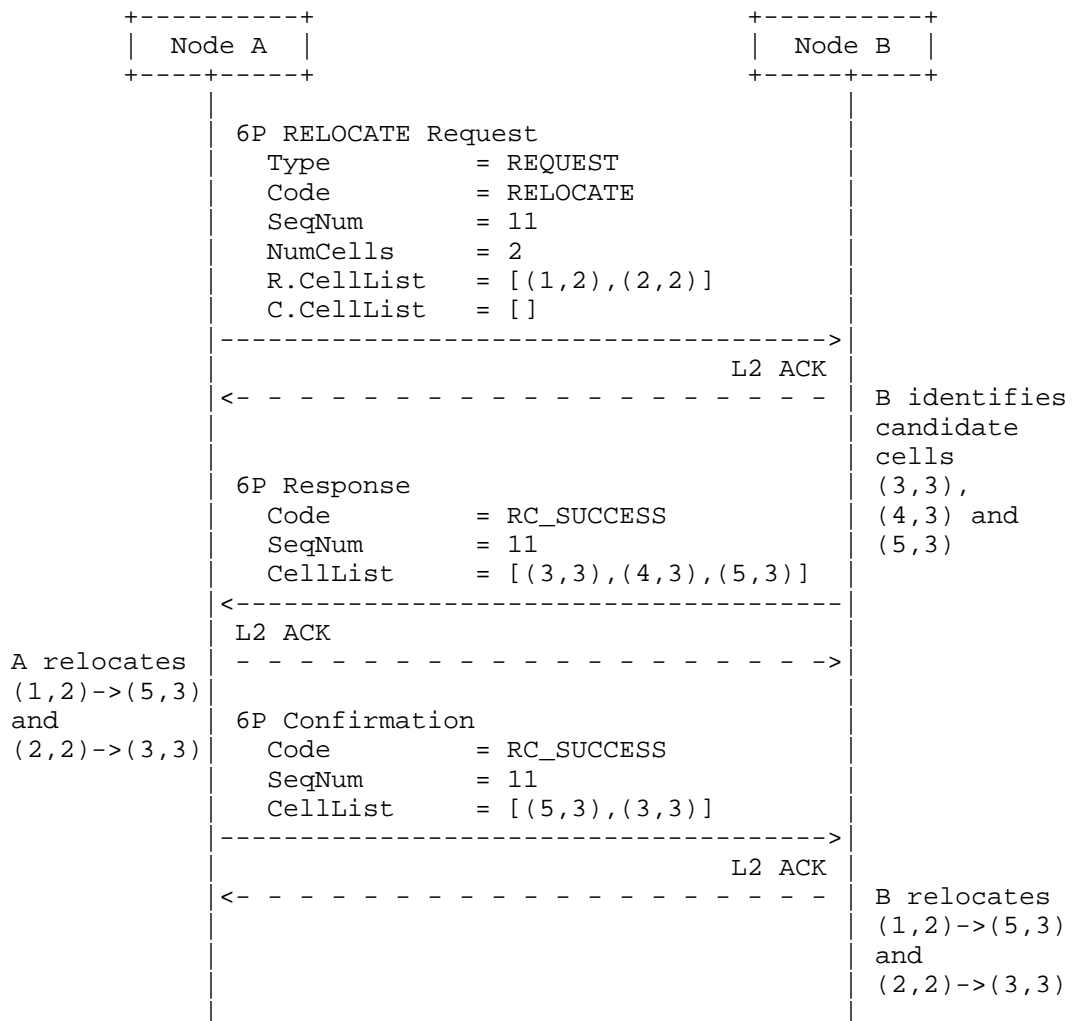 Node A    Node B
6P RELOCATE Request
Type = REQUEST
Code = RELOCATE
SeqNum = 11
NumCells = 2
R.CellList = [(1,2),(2,2)]
C.CellList = []
L2 ACK
B identifies
candidate
cells
(3,3),
(4,3) and
(5,3)
6P Response
Code = RC_SUCCESS
SeqNum = 11
CellList = [(3,3),(4,3),(5,3)]
L2 ACK
A relocates
(1,2)->(5,3)
and
(2,2)->(3,3)
6P Confirmation
Code = RC_SUCCESS
SeqNum = 11
CellList = [(5,3),(3,3)]
L2 ACK
B relocates
(1,2)->(5,3)
and
(2,2)->(3,3)